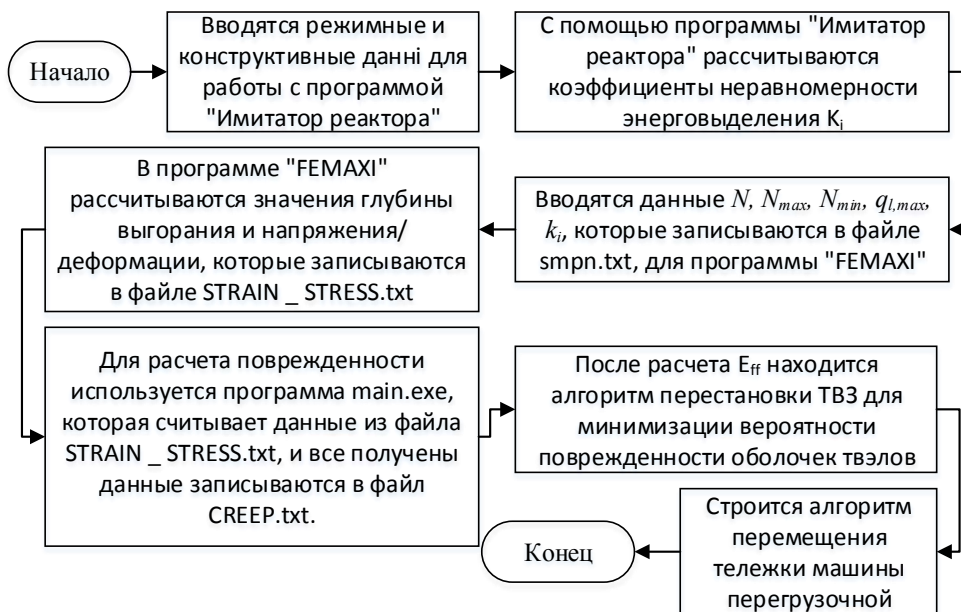 Начало
Вводятся режимные и
конструктивные данні для
работы с программой
"Имитатор реактора"
С помощью программы "Имитатор
реактора" рассчитываются
коэффициенты неравномерности
энерговыделения Ki
Вводятся данные N, Nmax, Nmin, ql,max,
ki, которые записываются в файле
smpn.txt, для программы "FEMAXI"
В программе "FEMAXI"
рассчитываются значения глубины
выгорания и напряжения/
деформации, которые записываются
в файле STRAIN _ STRESS.txt
Для расчета поврежденности
используется программа main.exe,
которая считывает данные из файла
STRAIN _ STRESS.txt, и все получены
данные записываются в файл
CREEP.txt.
После расчета Eff находится
алгоритм перестановки ТВЗ для
минимизации вероятности
поврежденности оболочек твэлов
Строится алгоритм
перемещения
тележки машины
перегрузочной
Конец